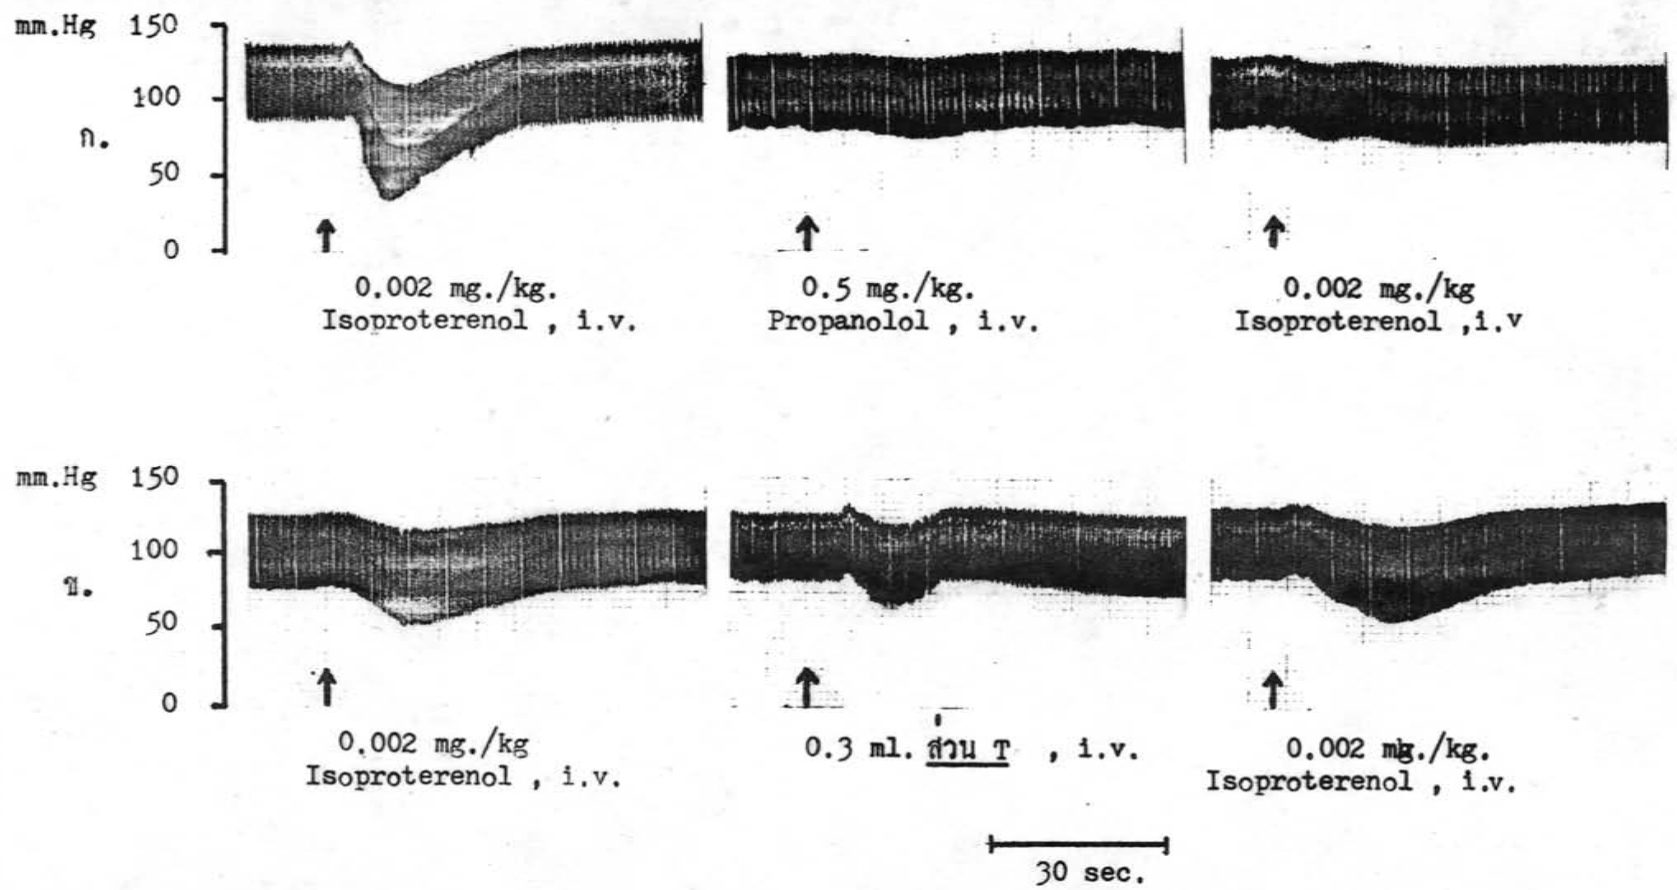 mm.Hg 150
100
ก.
50
0
0.002 mg./kg.
Isoproterenol , i.v.
0.5 mg./kg.
Propanolol , i.v.
0.002 mg./kg
Isoproterenol ,i.v
mm.Hg 150
100
ข.
50
0
0.002 mg./kg
Isoproterenol , i.v.
0.3 ml. ส่วน T , i.v.
0.002 mg./kg.
Isoproterenol , i.v.
30 sec.